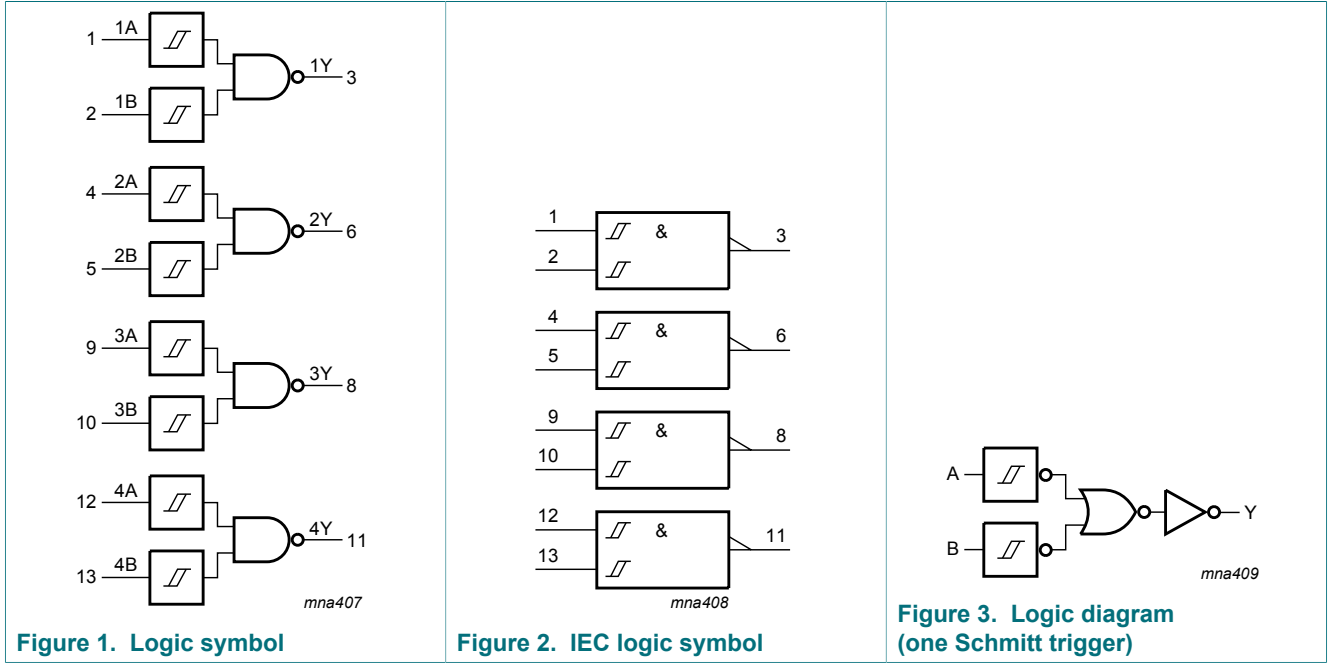 1A
1
1Y
3
1B
2
2A
4
2Y
6
2B
5
3A
9
3Y
8
3B
10
4A
12
4Y
11
4B
13
mna407
Figure 1. Logic symbol
1
&
3
2
4
&
6
5
9
&
8
10
12
&
11
13
mna408
Figure 2. IEC logic symbol
A
Y
B
mna409
Figure 3. Logic diagram
(one Schmitt trigger)